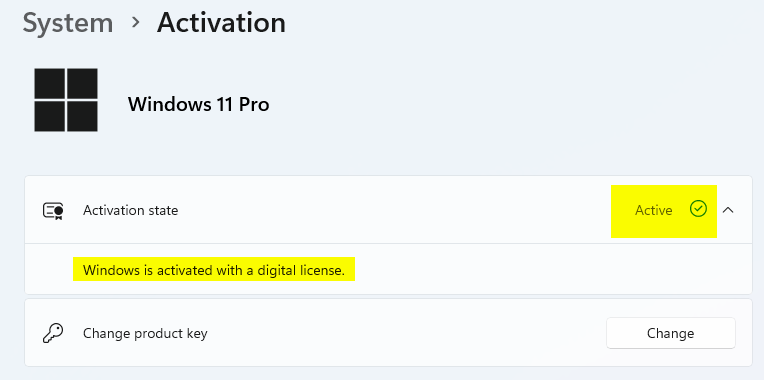 System > Activation
Windows 11 Pro
Activation state Active
Windows is activated with a digital license.
Change product key Change